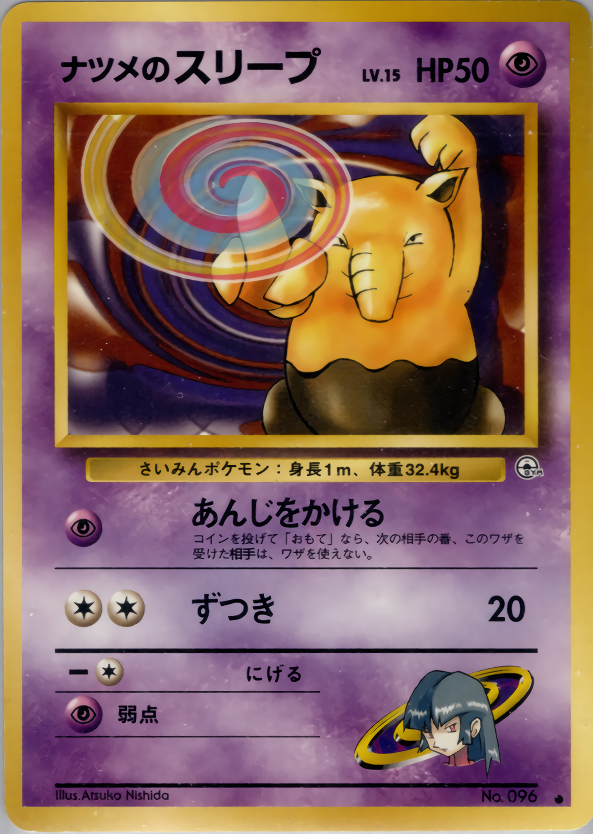 ナツメのスリープ LV.15 HP50
さいみんポケモン：身長1m、体重32.4kg
GYM
あんじをかける
コインを投げて「おもて」なら、次の相手の番、このワザを
受けた相手は、ワザを使えない。
ずつき 20
にげる
弱点
Illus.Atsuko Nishida No. 096